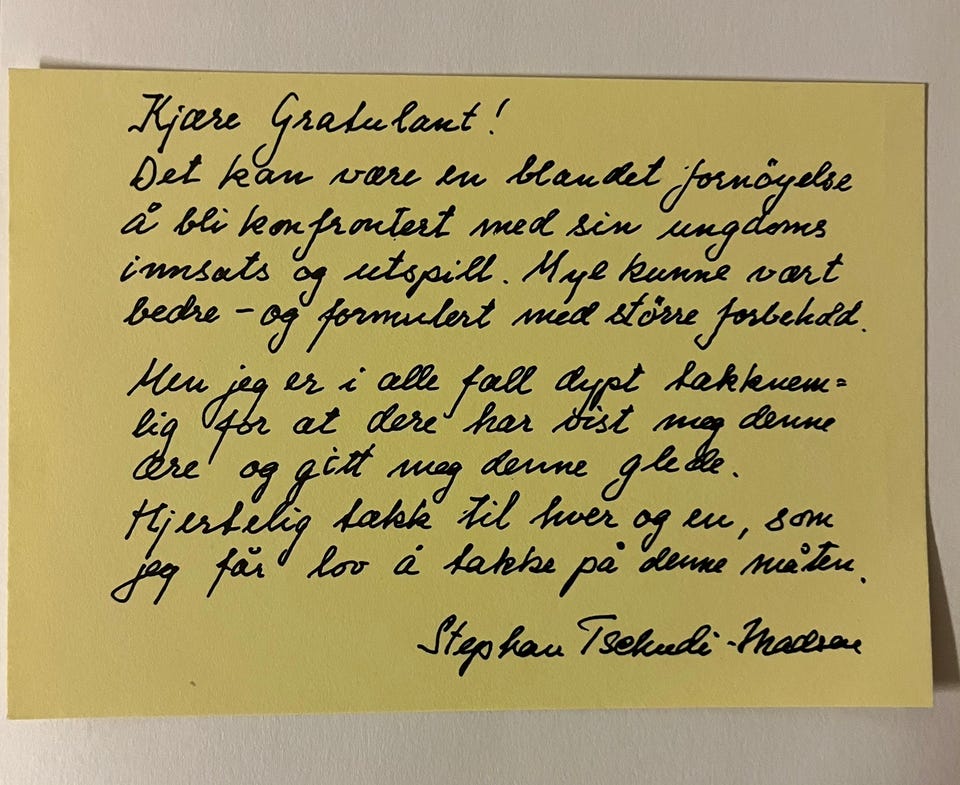 Kjære Gratulant!
Det kan være en blandet fornöyelse
å bli konfrontert med sin ungdoms
innsats og utspill. Mye kunne vært
bedre – og formulert med större forbehold.
Men jeg er i alle fall dypt takknem=
lig for at dere har vist meg denne
ære og gitt meg denne glede.
Hjertelig takk til hver og en, som
jeg får lov å takke på denne måten.
Stephan Tschudi-Madsen